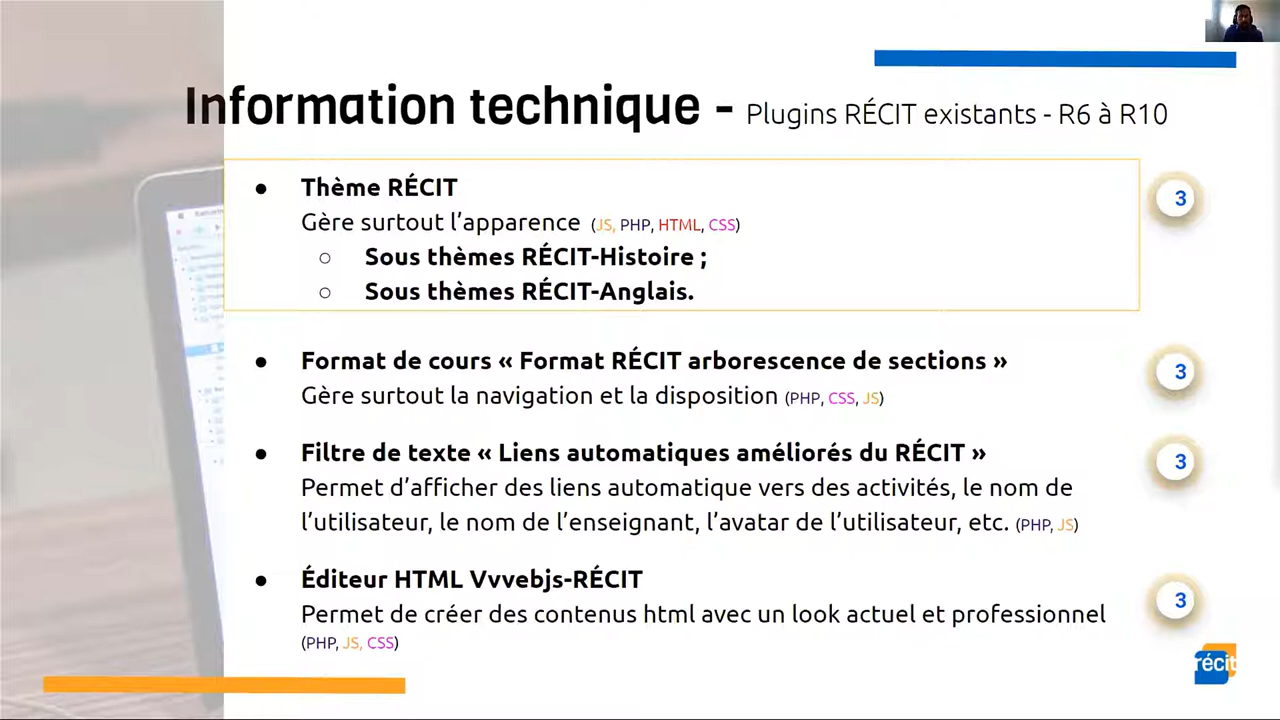 Information technique - Plugins RÉCIT existants - R6 à R10
● Thème RÉCIT
3
Gère surtout l'apparence (JS, PHP, HTML, CSS)
○ Sous thèmes RÉCIT-Histoire ;
○ Sous thèmes RÉCIT-Anglais.
● Format de cours « Format RÉCIT arborescence de sections »
3
Gère surtout la navigation et la disposition (PHP, CSS, JS)
● Filtre de texte « Liens automatiques améliorés du RÉCIT »
3
Permet d'afficher des liens automatique vers des activités, le nom de
l'utilisateur, le nom de l'enseignant, l'avatar de l'utilisateur, etc. (PHP, JS)
● Éditeur HTML Vvvebjs-RÉCIT
3
Permet de créer des contenus html avec un look actuel et professionnel
(PHP, JS, CSS)
récit